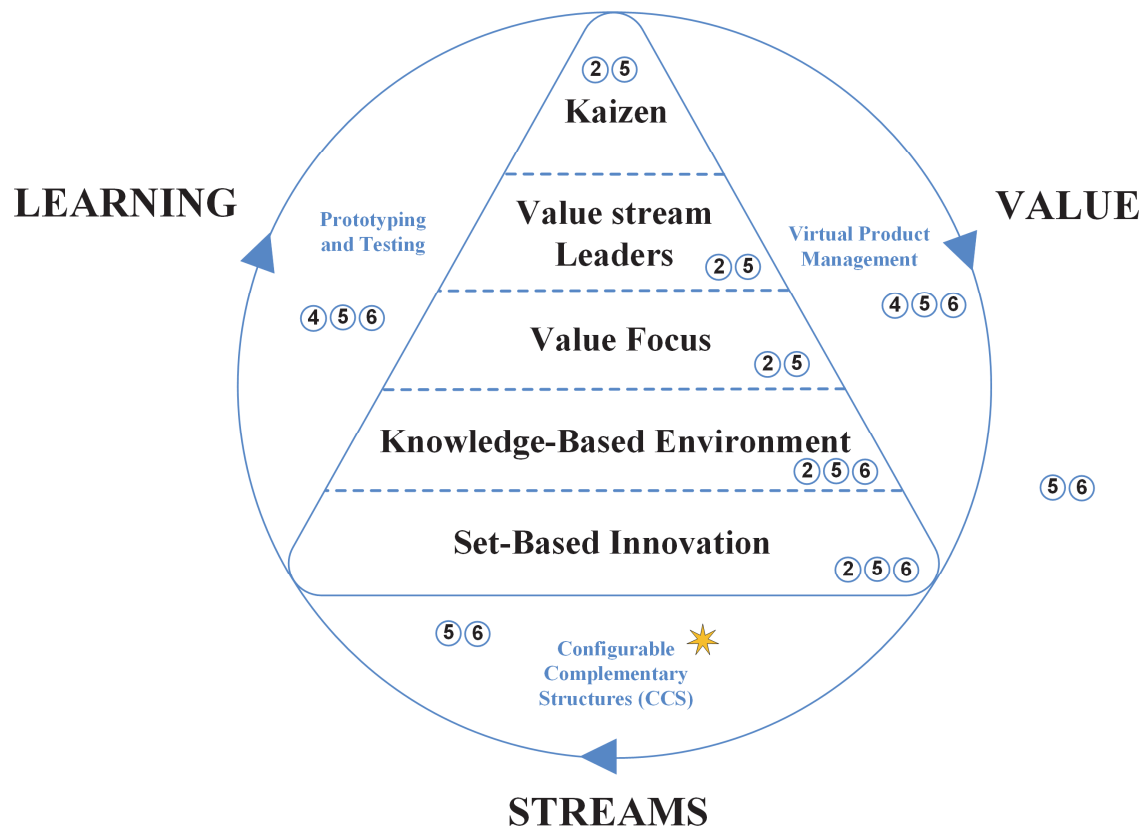 2 5
Kaizen
LEARNING
VALUE
Prototyping
and Testing
Value stream
Leaders
2 5
Virtual Product
Management
4 5 6
4 5 6
Value Focus
2 5
Knowledge-Based Environment
2 5 6
5 6
Set-Based Innovation
2 5 6
5 6
Configurable
Complementary
Structures (CCS)
STREAMS